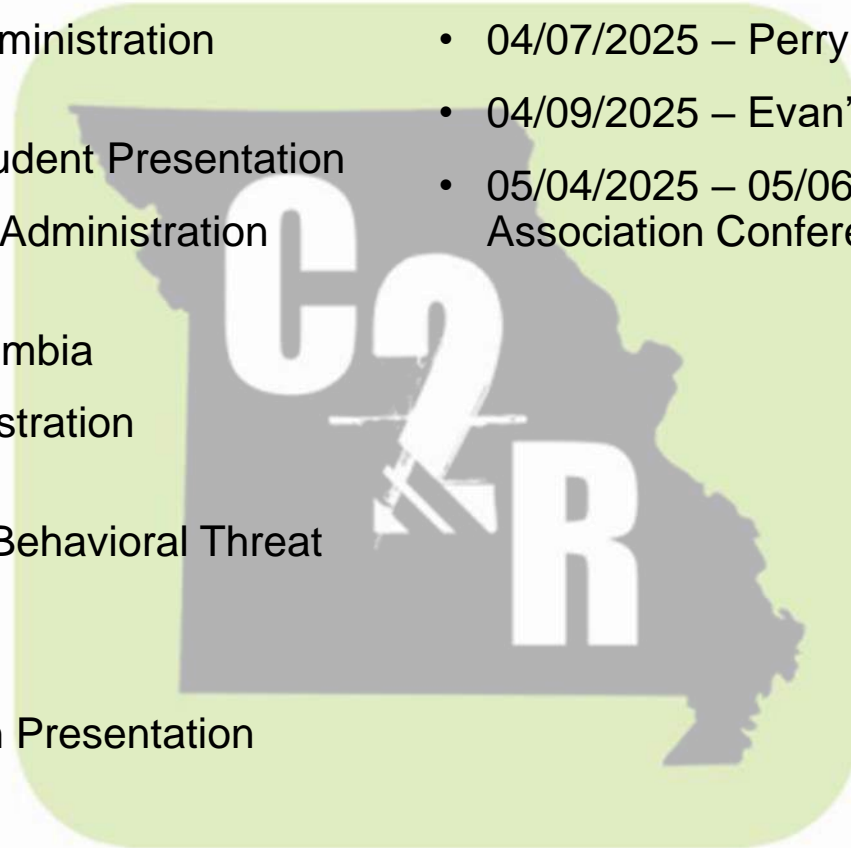 ministration
udent Presentation
Administration
mbia
stration
Behavioral Threat
Presentation
• 04/07/2025 – Perry
• 04/09/2025 – Evan’
• 05/04/2025 – 05/06
Association Confere
C
2
R